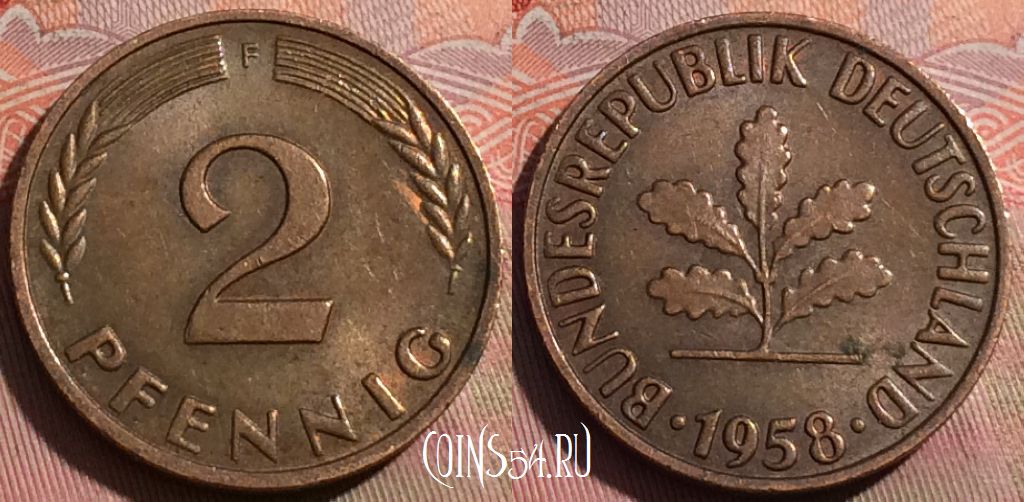 F
2
PFENNIG
BUNDESREPUBLIK DEUTSCHLAND
· 1958 ·
COINS54.RU